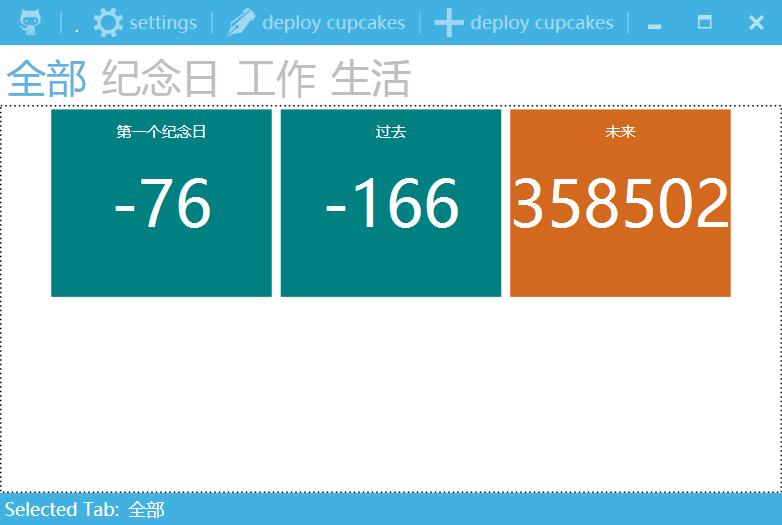 . settings deploy cupcakes deploy cupcakes
全部 纪念日 工作 生活
第一个纪念日 过去 未来
-76 -166 358502
Selected Tab: 全部